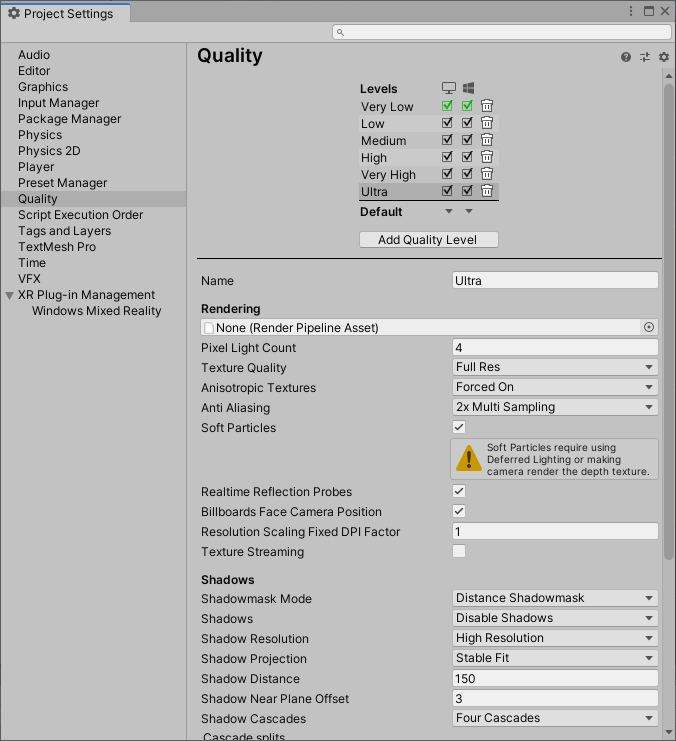 Project Settings
Audio
Editor
Graphics
Input Manager
Package Manager
Physics
Physics 2D
Player
Preset Manager
Quality
Script Execution Order
Tags and Layers
TextMesh Pro
Time
VFX
XR Plug-in Management
Windows Mixed Reality
Quality
Levels
Very Low
Low
Medium
High
Very High
Ultra
Default
Add Quality Level
Name Ultra
Rendering
None (Render Pipeline Asset)
Pixel Light Count 4
Texture Quality Full Res
Anisotropic Textures Forced On
Anti Aliasing 2x Multi Sampling
Soft Particles
Soft Particles require using
Deferred Lighting or making
camera render the depth texture.
Realtime Reflection Probes
Billboards Face Camera Position
Resolution Scaling Fixed DPI Factor 1
Texture Streaming
Shadows
Shadowmask Mode Distance Shadowmask
Shadows Disable Shadows
Shadow Resolution High Resolution
Shadow Projection Stable Fit
Shadow Distance 150
Shadow Near Plane Offset 3
Shadow Cascades Four Cascades
Cascade splits